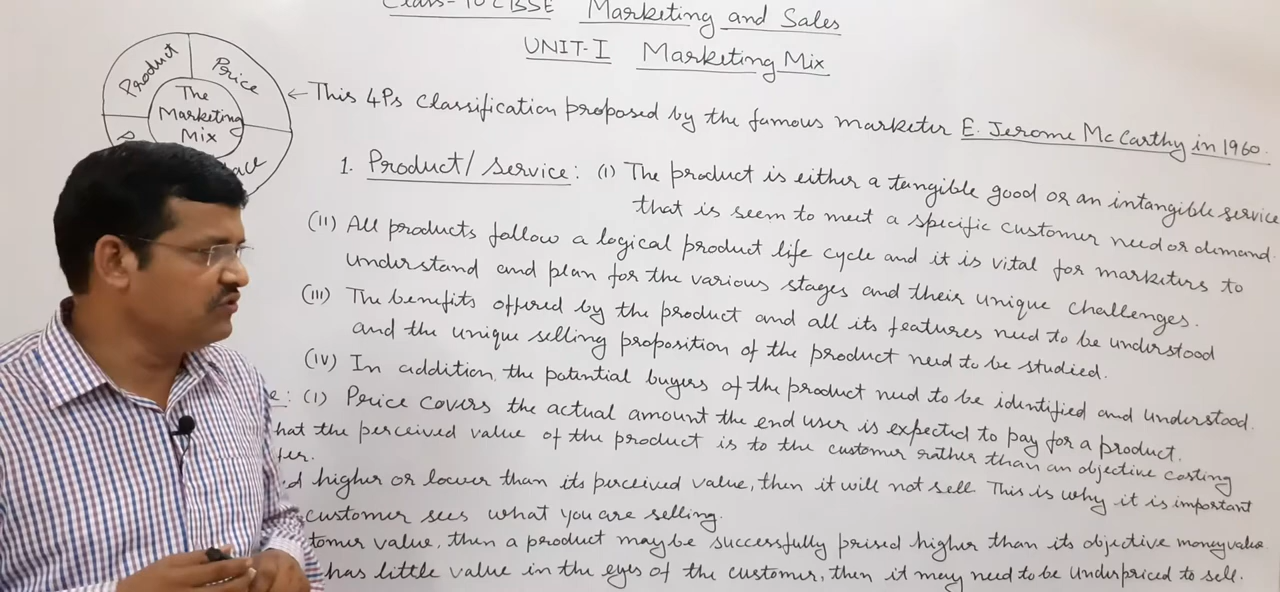 Class-10 CBSE Marketing and Sales
UNIT-I Marketing Mix
Product
Price
The
Marketing
Mix
← This 4Ps Classification proposed by the famous marketer E. Jerome McCarthy in 1960.
1. Product/Service: (i) The product is either a tangible good or an intangible service
that is seem to meet a specific customer need or demand.
(ii) All products follow a logical product life cycle and it is vital for marketers to
understand and plan for the various stages and their unique challenges.
(iii) The benefits offered by the product and all its features need to be understood
and the unique selling proposition of the product need to be studied.
(iv) In addition, the potential buyers of the product need to be identified and understood.
(i) Price covers the actual amount the end user is expected to pay for a product.
hat the perceived value of the product is to the customer rather than an objective costing
higher or lower than its perceived value, then it will not sell. This is why it is important
customer sees what you are selling.
tomer value, then a product maybe successfully prised higher than its objective money value.
has little value in the eyes of the customer, then it may need to be underpriced to sell.